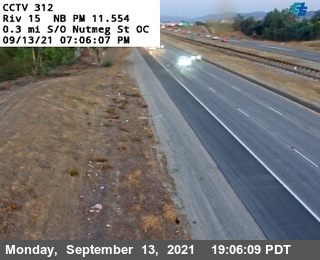 CCTV 312
Riv 15 NB PM 11.554
0.3 mi S/O Nutmeg St OC
09/13/21 07:06:07 PM
Monday, September 13, 2021 19:06:09 PDT